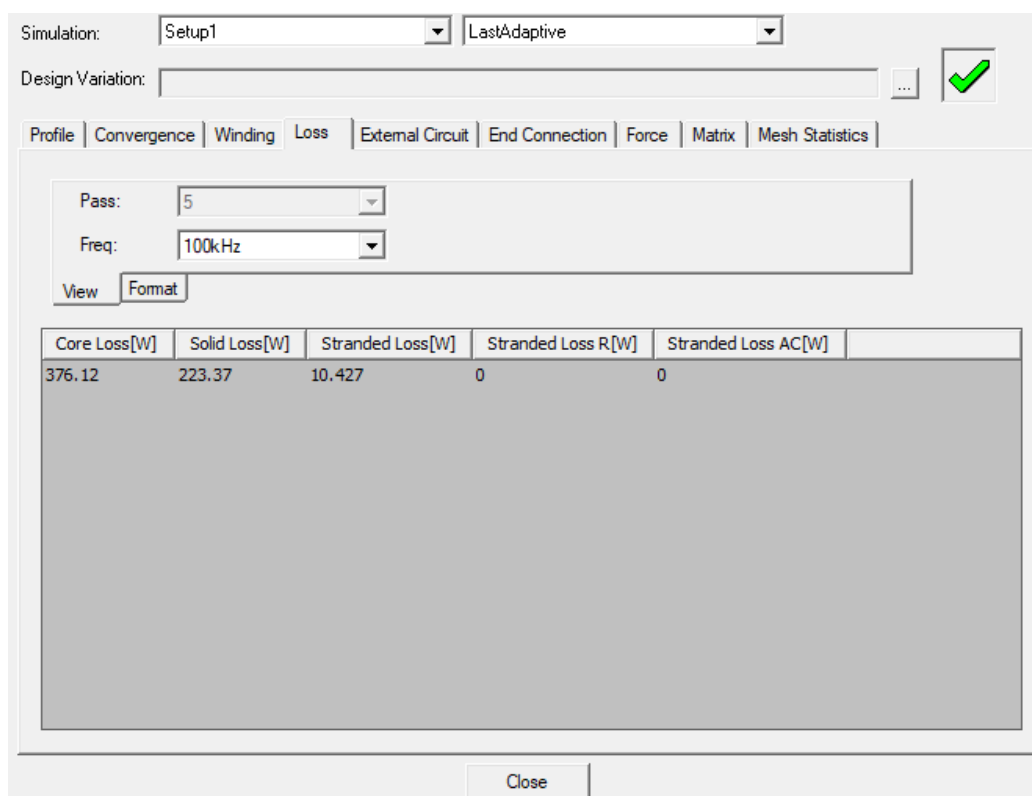 Simulation: Setup1 LastAdaptive
Design Variation: ...
Profile Convergence Winding Loss External Circuit End Connection Force Matrix Mesh Statistics
Pass: 5
Freq: 100kHz
View Format
Core Loss[W] Solid Loss[W] Stranded Loss[W] Stranded Loss R[W] Stranded Loss AC[W]
376.12 223.37 10.427 0 0
Close